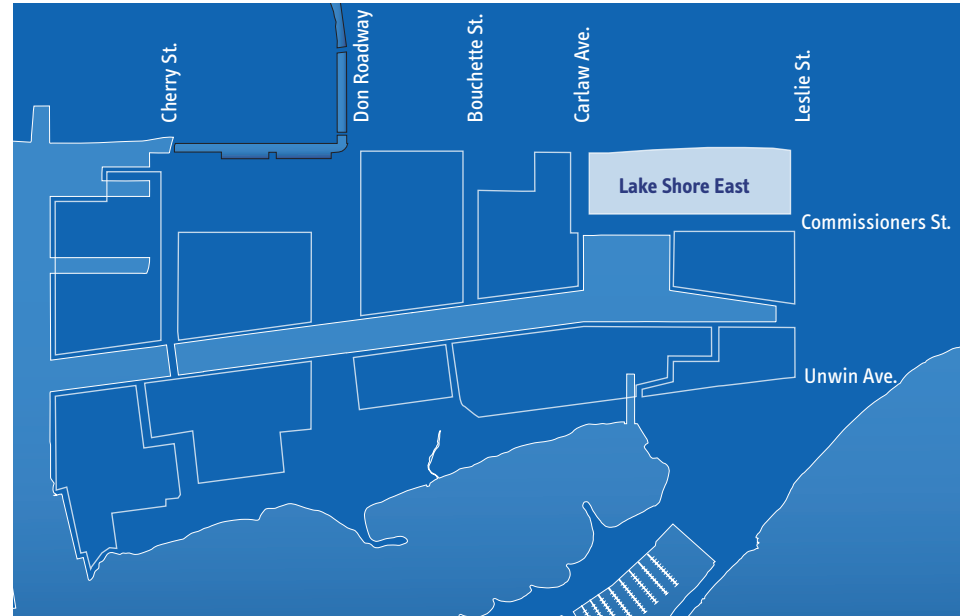 Cherry St.
Don Roadway
Bouchette St.
Carlaw Ave.
Leslie St.
Lake Shore East
Commissioners St.
Unwin Ave.